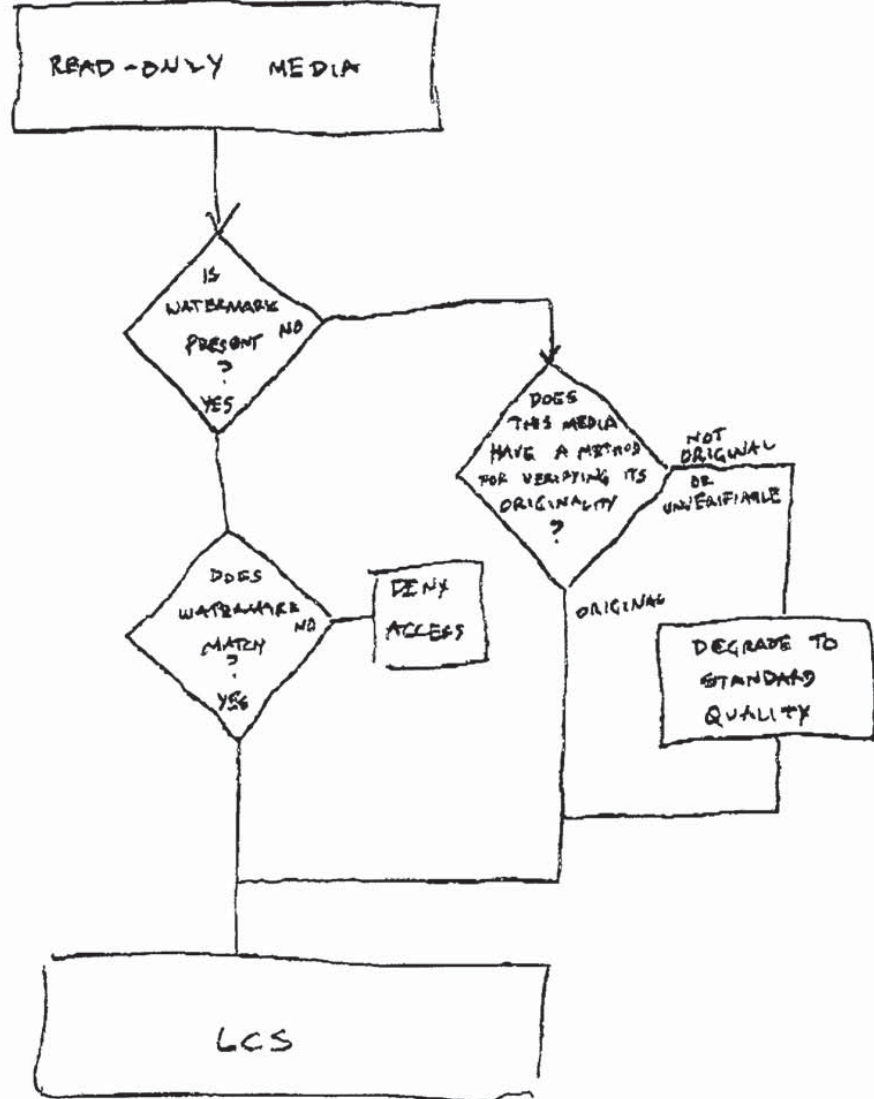 READ-ONLY MEDIA
IS
WATERMARK
PRESENT
?
NO
YES
DOES
THIS MEDIA
HAVE A METHOD
FOR VERIFYING ITS
ORIGINALITY
?
NOT
ORIGINAL
OR
UNVERIFIABLE
ORIGINAL
DOES
WATERMARK
MATCH
?
NO
YES
DENY
ACCESS
DEGRADE TO
STANDARD
QUALITY
LCS